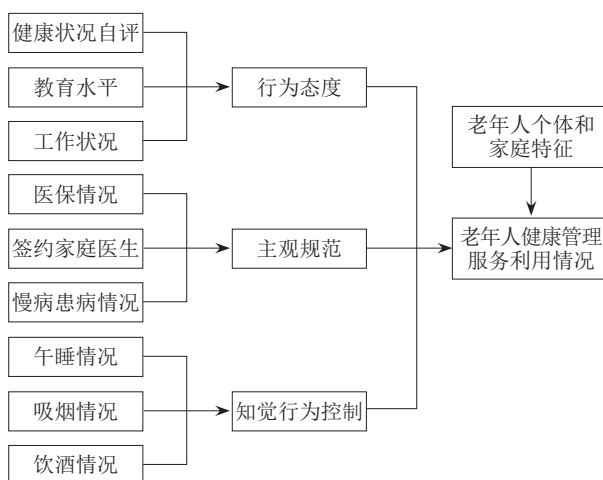 健康状况自评
教育水平
工作状况
医保情况
签约家庭医生
慢病患病情况
午睡情况
吸烟情况
饮酒情况
行为态度
主观规范
知觉行为控制
老年人个体和
家庭特征
老年人健康管理
服务利用情况